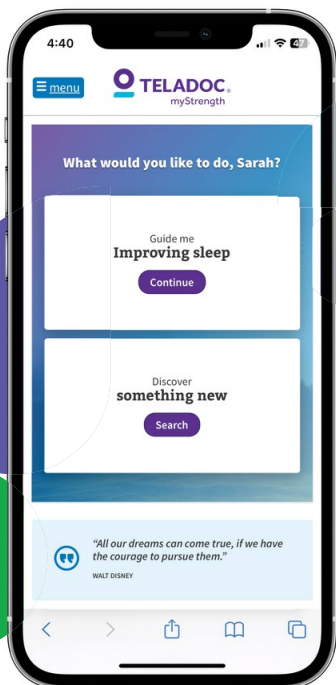 4:40
47
menu
TELADOC®
myStrength
What would you like to do, Sarah?
Guide me
Improving sleep
Continue
Discover
something new
Search
“All our dreams can come true, if we have
the courage to pursue them.”
WALT DISNEY